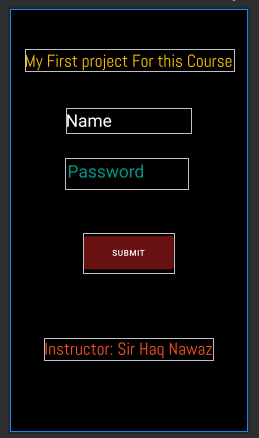 My First project For this Course
Name
Password
SUBMIT
Instructor: Sir Haq Nawaz